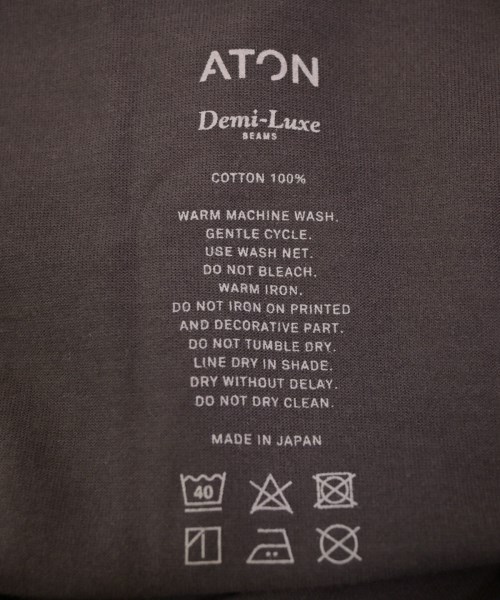 ATON
Demi-Luxe
BEAMS
COTTON 100%
WARM MACHINE WASH.
GENTLE CYCLE.
USE WASH NET.
DO NOT BLEACH.
WARM IRON.
DO NOT IRON ON PRINTED
AND DECORATIVE PART.
DO NOT TUMBLE DRY.
LINE DRY IN SHADE.
DRY WITHOUT DELAY.
DO NOT DRY CLEAN.
MADE IN JAPAN
40